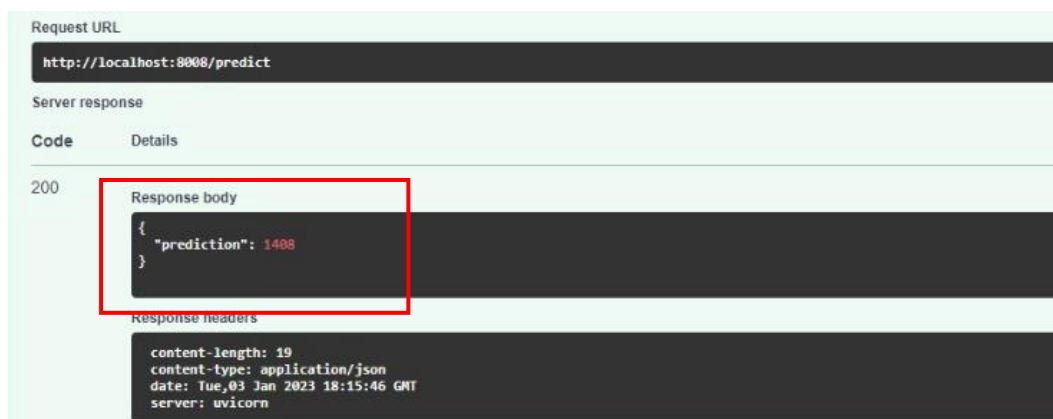 Request URL
http://localhost:8008/predict
Server response
Code Details
200
Response body
{
"prediction": 1408
}
Response headers
content-length: 19
content-type: application/json
date: Tue,03 Jan 2023 18:15:46 GMT
server: uvicorn